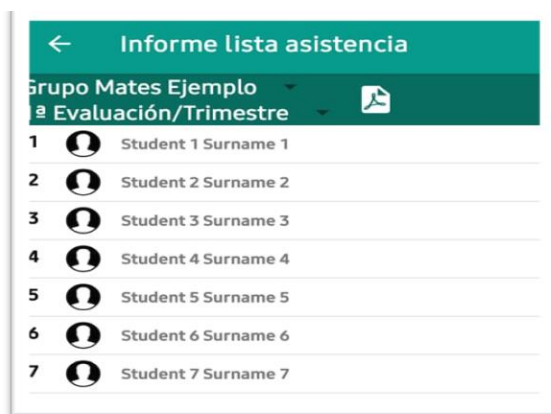 Informe lista asistencia
Grupo Mates Ejemplo
1ª Evaluación/Trimestre
1 Student 1 Surname 1
2 Student 2 Surname 2
3 Student 3 Surname 3
4 Student 4 Surname 4
5 Student 5 Surname 5
6 Student 6 Surname 6
7 Student 7 Surname 7